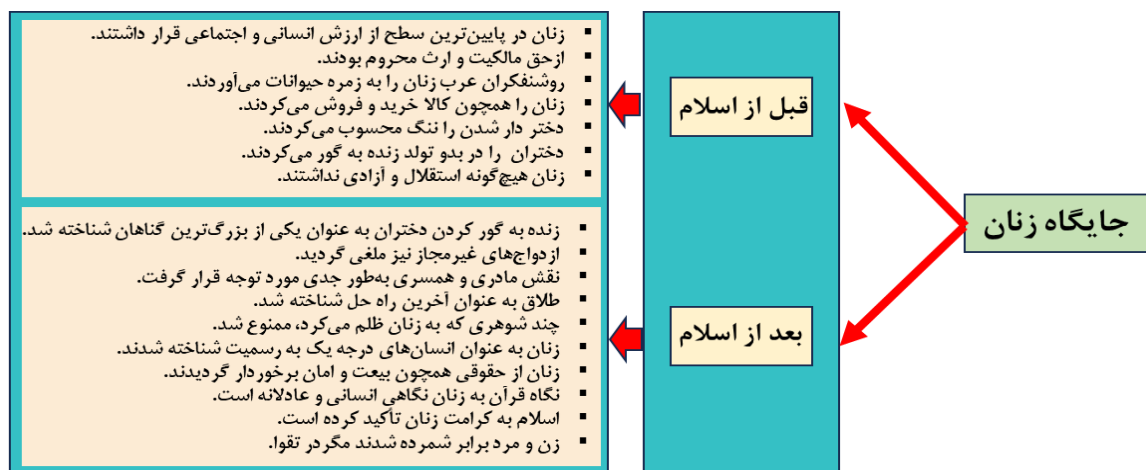 جایگاه زنان
قبل از اسلام
▪ زنان در پایین‌ترین سطح از ارزش انسانی و اجتماعی قرار داشتند.
▪ ازحق مالکیت و ارث محروم بودند.
▪ روشنفکران عرب زنان را به زمره حیوانات می‌آوردند.
▪ زنان را همچون کالا خرید و فروش می‌کردند.
▪ دختر دار شدن را ننگ محسوب می‌کردند.
▪ دختران را در بدو تولد زنده به گور می‌کردند.
▪ زنان هیچ‌گونه استقلال و آزادی نداشتند.
بعد از اسلام
▪ زنده به گور کردن دختران به عنوان یکی از بزرگ‌ترین گناهان شناخته شد.
▪ ازدواج‌های غیرمجاز نیز ملغی گردید.
▪ نقش مادری و همسری به‌طور جدی مورد توجه قرار گرفت.
▪ طلاق به عنوان آخرین راه حل شناخته شد.
▪ چند شوهری که به زنان ظلم می‌کرد، ممنوع شد.
▪ زنان به عنوان انسان‌های درجه یک به رسمیت شناخته شدند.
▪ زنان از حقوقی همچون بیعت و امان برخوردار گردیدند.
▪ نگاه قرآن به زنان نگاهی انسانی و عادلانه است.
▪ اسلام به کرامت زنان تأکید کرده است.
▪ زن و مرد برابر شمرده شدند مگردر تقوا.